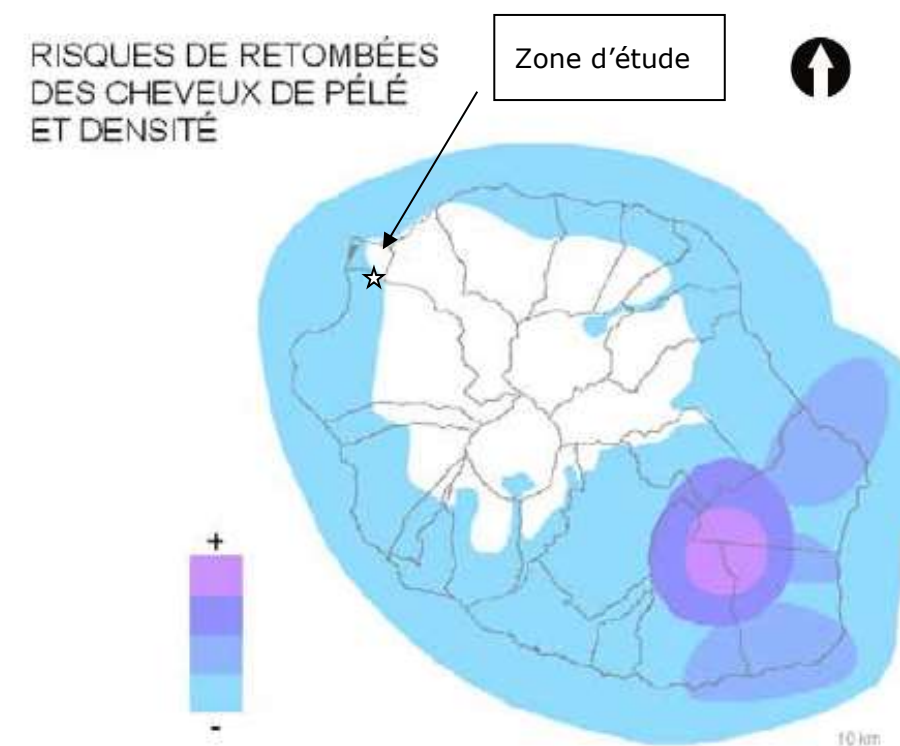 RISQUES DE RETOMBÉES
DES CHEVEUX DE PÉLÉ
ET DENSITÉ
Zone d'étude
+
-
10 km